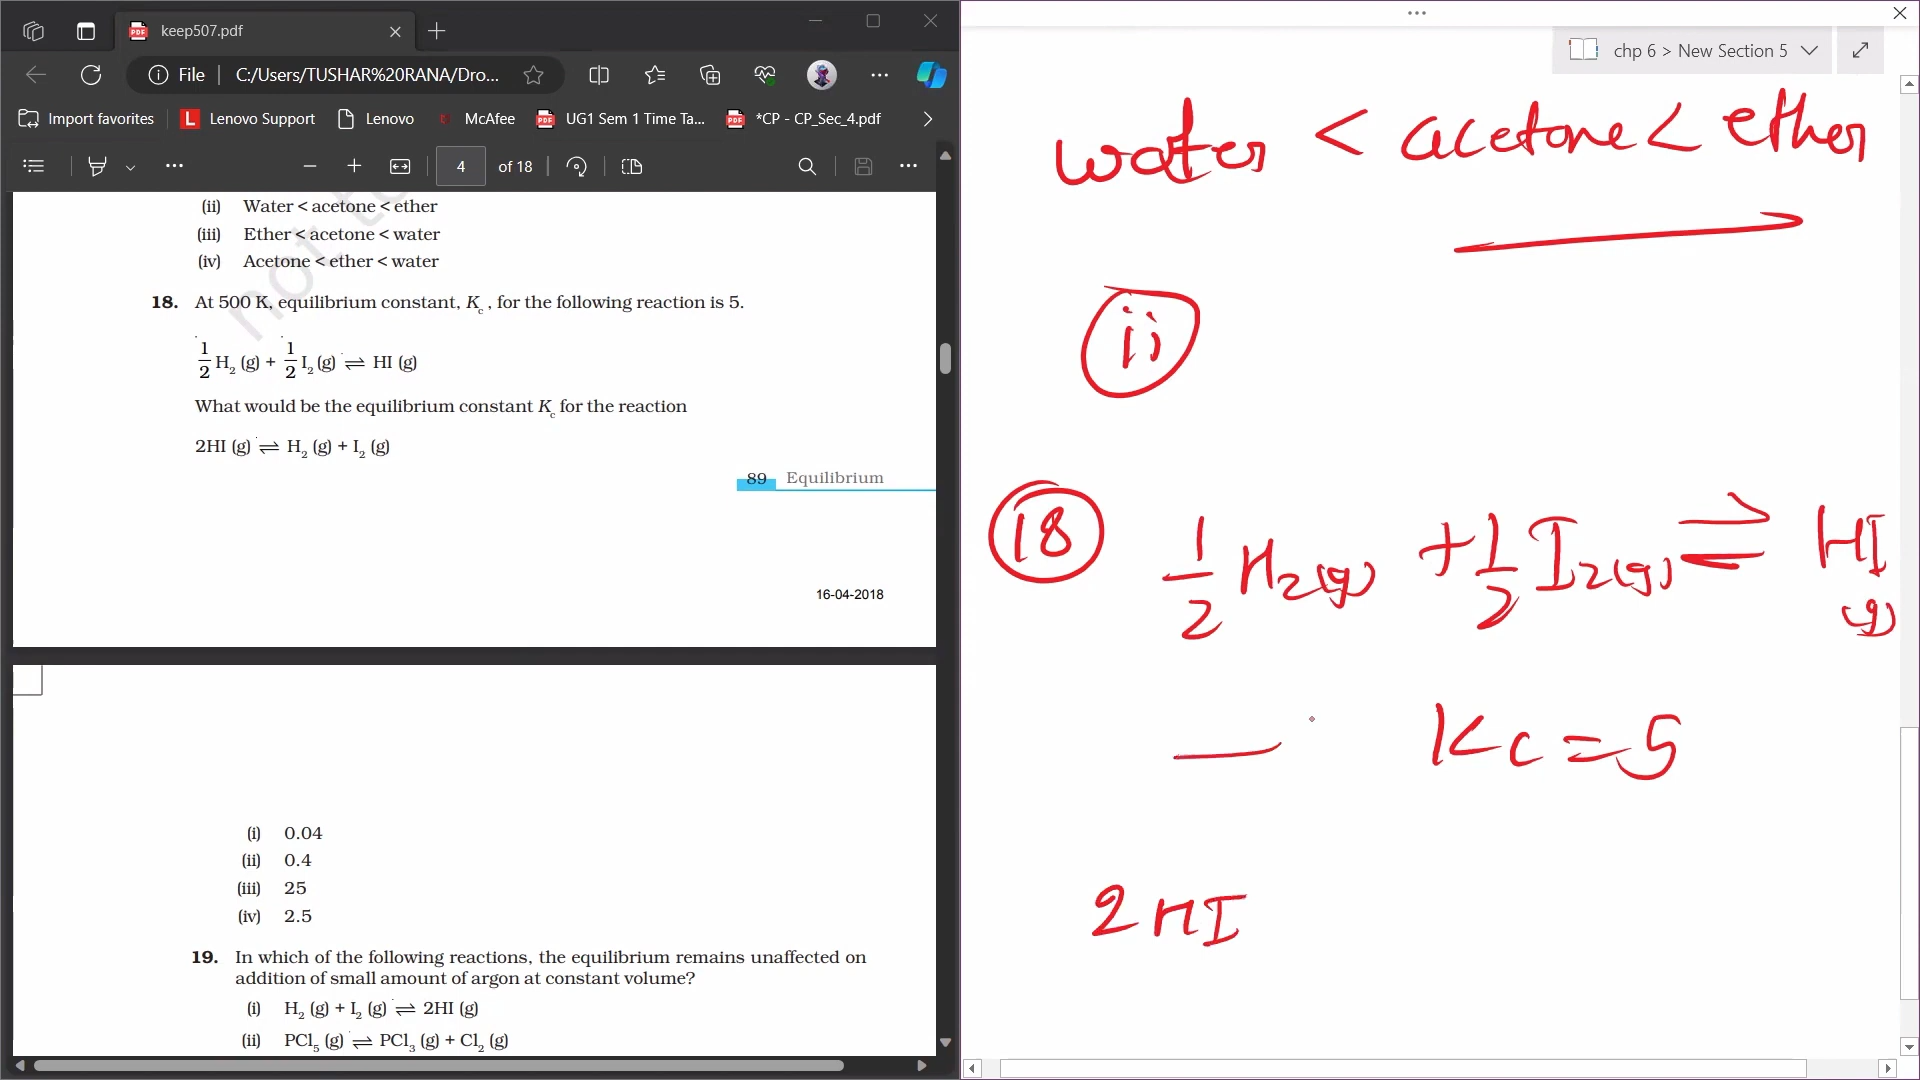 keep507.pdf
File
C:/Users/TUSHAR%20RANA/Dro...
Import favorites
Lenovo Support
Lenovo
McAfee
UG1 Sem 1 Time Ta...
*CP - CP_Sec_4.pdf
4 of 18
(ii) Water < acetone < ether
(iii) Ether < acetone < water
(iv) Acetone < ether < water
18. At 500 K, equilibrium constant, Kc , for the following reaction is 5.
1/2 H2 (g) + 1/2 I2 (g) ⇌ HI (g)
What would be the equilibrium constant Kc for the reaction
2HI (g) ⇌ H2 (g) + I2 (g)
89 Equilibrium
16-04-2018
(i) 0.04
(ii) 0.4
(iii) 25
(iv) 2.5
19. In which of the following reactions, the equilibrium remains unaffected on
addition of small amount of argon at constant volume?
(i) H2 (g) + I2 (g) ⇌ 2HI (g)
(ii) PCl5 (g) ⇌ PCl3 (g) + Cl2 (g)
chp 6 > New Section 5
water < acetone < ether
ii
18 1/2 H2(g) + 1/2 I2(g) ⇌ HI (g)
— Kc = 5
2HI